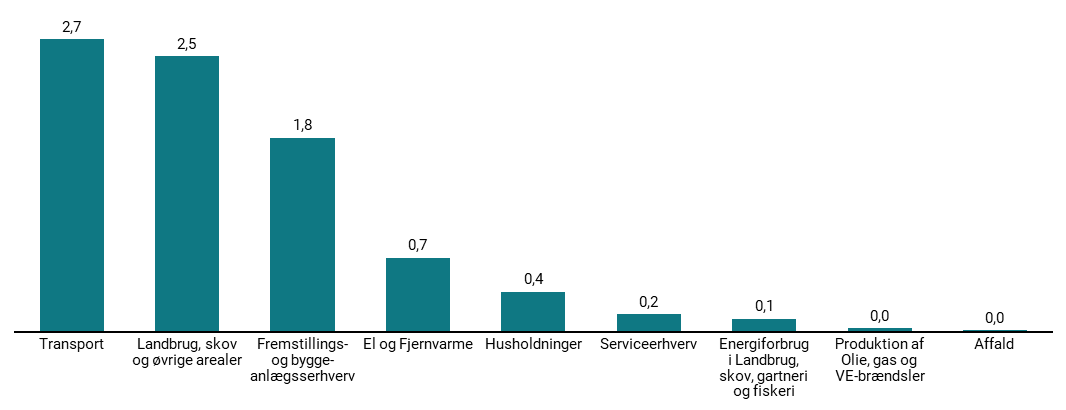 2,7
2,5
1,8
0,7
0,4
0,2
0,1
0,0
0,0
Transport
Landbrug, skov
og øvrige arealer
Fremstillings-
og bygge-
anlægsserhverv
El og Fjernvarme
Husholdninger
Serviceerhverv
Energiforbrug
i Landbrug,
skov, gartneri
og fiskeri
Produktion af
Olie, gas og
VE-brændsler
Affald